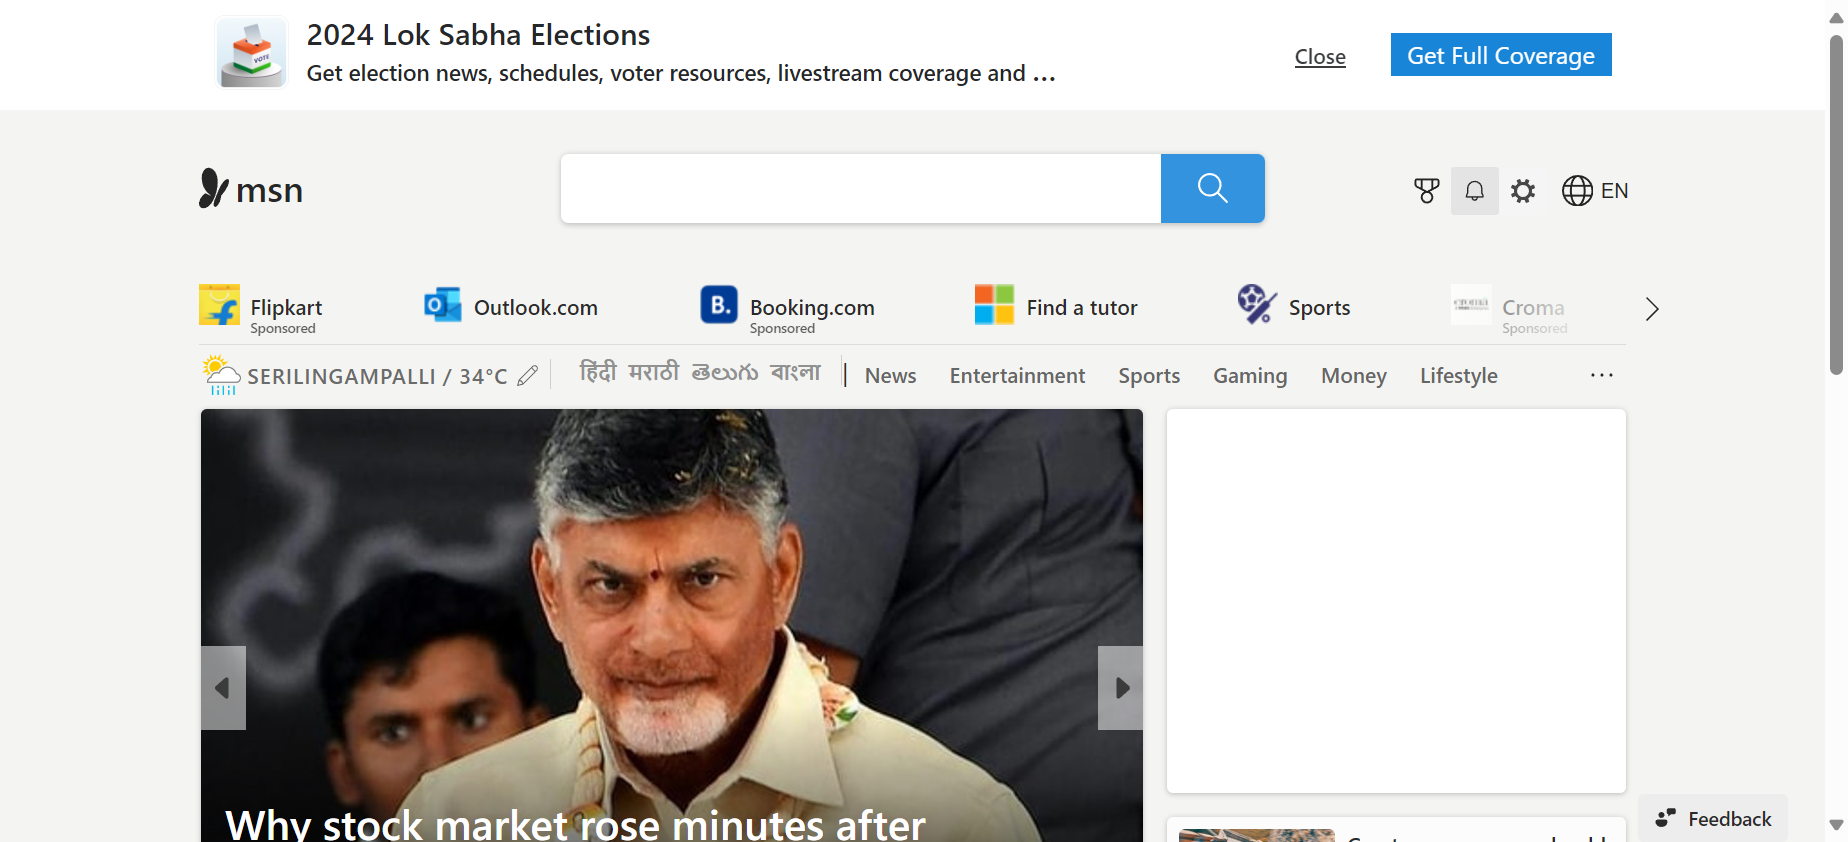 2024 Lok Sabha Elections
Get election news, schedules, voter resources, livestream coverage and ...
Close
Get Full Coverage
VOTE
msn
EN
Flipkart
Sponsored
Outlook.com
B.
Booking.com
Sponsored
Find a tutor
Sports
croma
Croma
Sponsored
SERILINGAMPALLI / 34°C
हिंदी मराठी తెలుగు বাংলা
News Entertainment Sports Gaming Money Lifestyle ...
Why stock market rose minutes after
Feedback